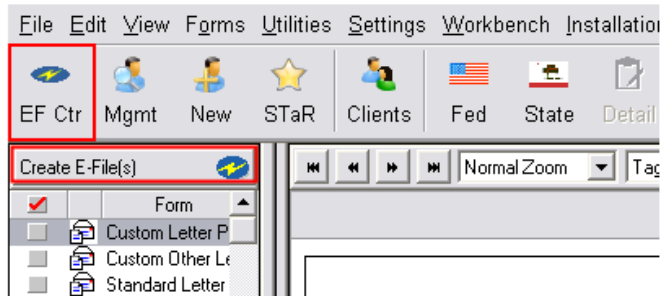 File Edit View Forms Utilities Settings Workbench Installation
EF Ctr Mgmt New STaR Clients Fed State Detail
Create E-File(s) Normal Zoom Tag
Form
Custom Letter P
Custom Other Le
Standard Letter